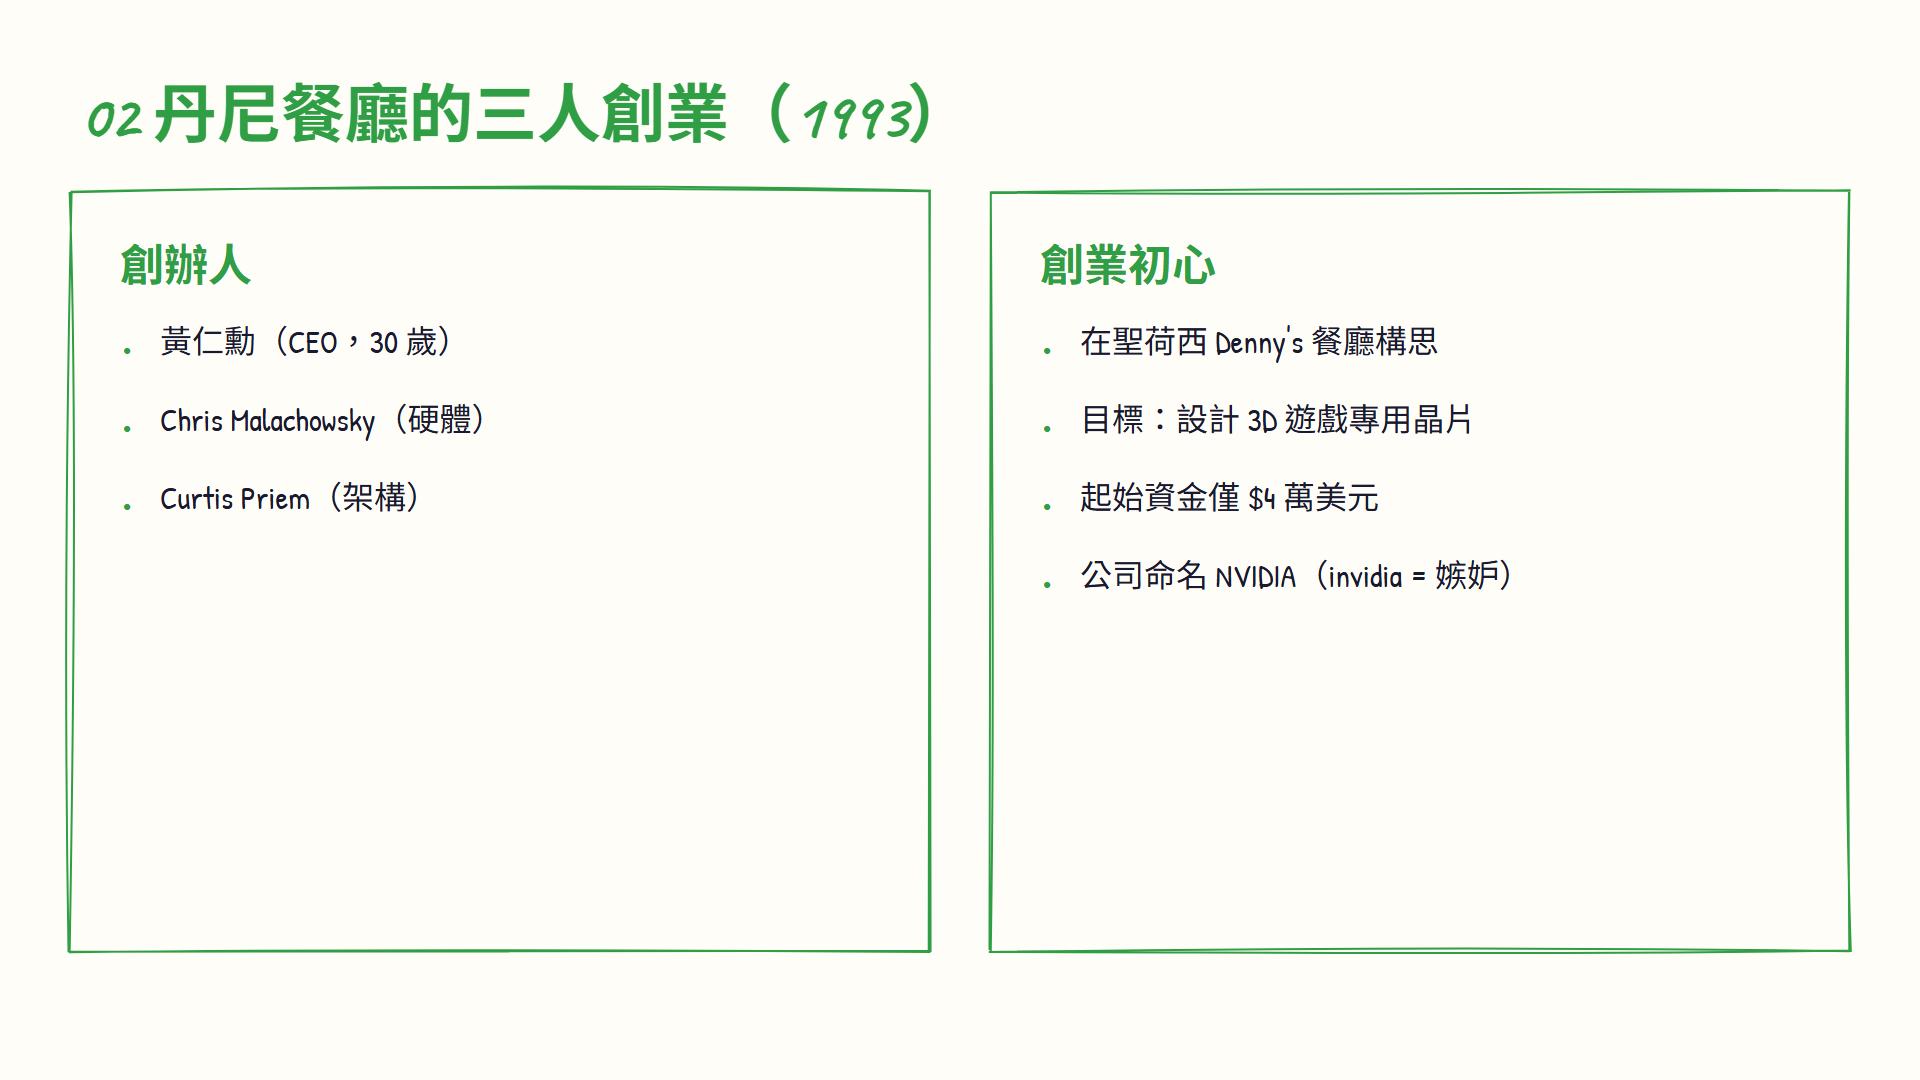 02 丹尼餐廳的三人創業（1993）
創辦人
• 黃仁勳（CEO，30 歲）
• Chris Malachowsky（硬體）
• Curtis Priem（架構）
創業初心
• 在聖荷西 Denny's 餐廳構思
• 目標：設計 3D 遊戲專用晶片
• 起始資金僅 $4 萬美元
• 公司命名 NVIDIA（invidia = 嫉妒）